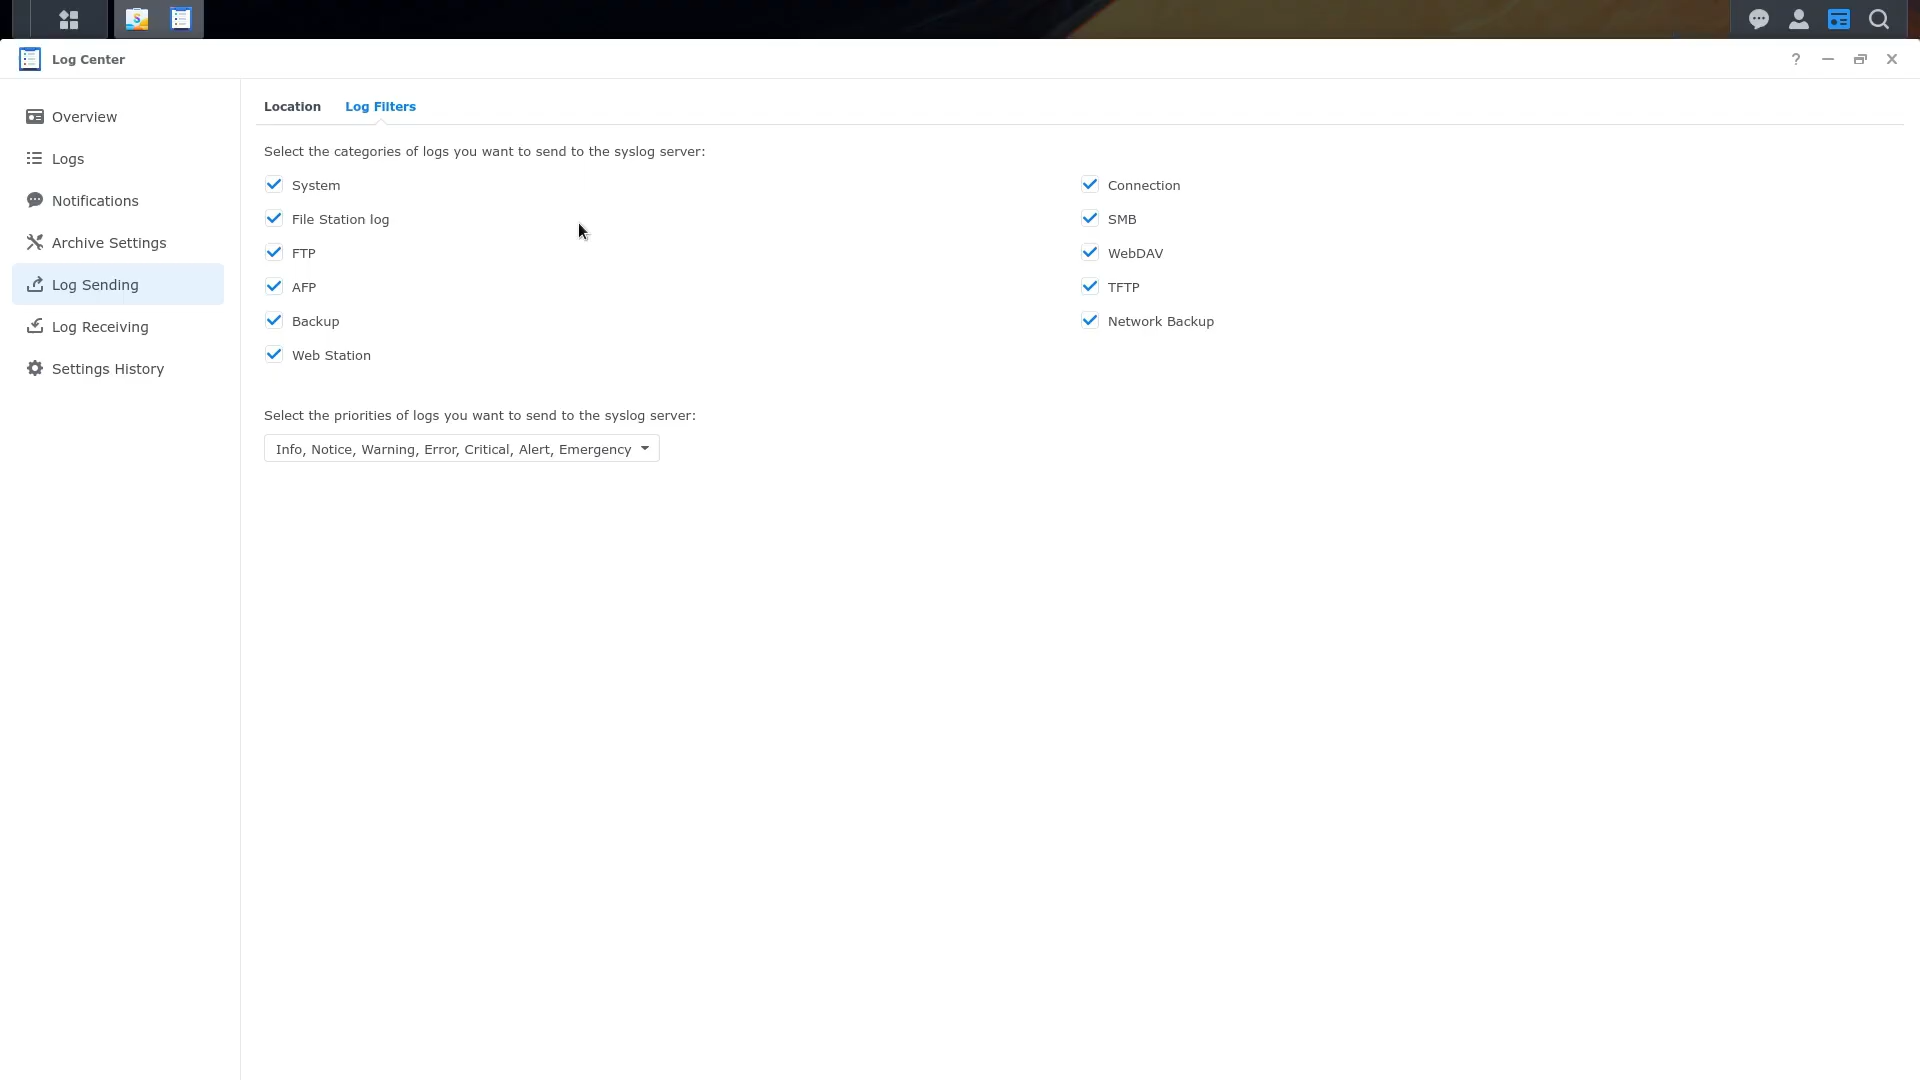 Log Center
?
Overview
Logs
Notifications
Archive Settings
Log Sending
Log Receiving
Settings History
Location Log Filters
Select the categories of logs you want to send to the syslog server:
System Connection
File Station log SMB
FTP WebDAV
AFP TFTP
Backup Network Backup
Web Station
Select the priorities of logs you want to send to the syslog server:
Info, Notice, Warning, Error, Critical, Alert, Emergency